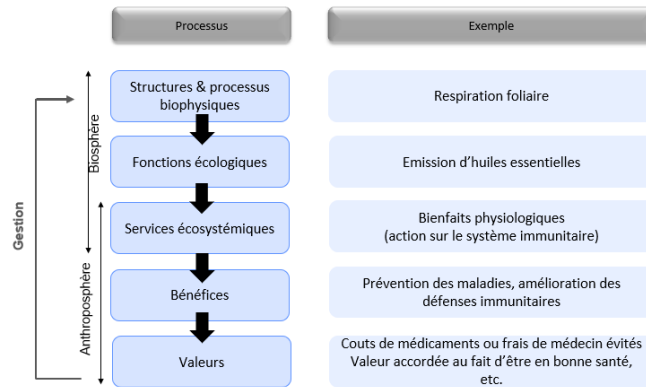 Processus
Exemple
Structures & processus
biophysiques
Respiration foliaire
Fonctions écologiques
Emission d'huiles essentielles
Services écosystémiques
Bienfaits physiologiques
(action sur le système immunitaire)
Bénéfices
Prévention des maladies, amélioration des
défenses immunitaires
Valeurs
Couts de médicaments ou frais de médecin évités
Valeur accordée au fait d'être en bonne santé,
etc.
Gestion
Biosphère
Anthroposphère